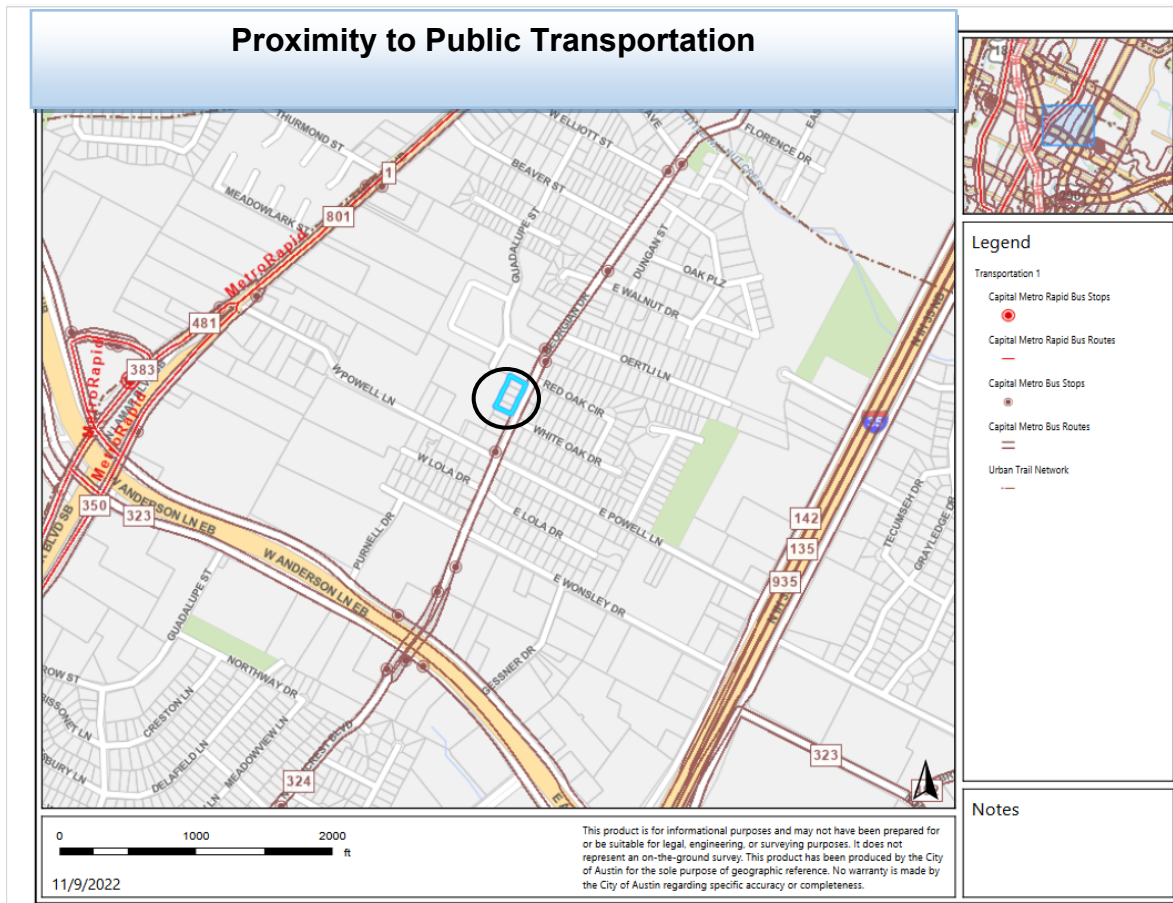 Proximity to Public Transportation
THURMOND ST
W ELLIOTT ST
AVE
FLORENCE DR
BEAVER ST
MEADOWLARK ST
GUADALUPE ST
DUNGAN ST
OAK PLZ
E WALNUT DR
GEORGIAN DR
OERTLI LN
RED OAK CIR
WHITE OAK DR
W POWELL LN
E POWELL LN
W LOLA DR
E LOLA DR
PURNELL DR
E WONSLEY DR
GESSNER DR
W ANDERSON LN EB
W ANDERSON LN EB
GUADALUPE ST
NORTHWAY DR
CRESTON LN
DELAFIELD LN
MEADOWVIEW LN
TECUMSEH DR
GRAYLEDGE DR
MetroRapid
MetroRapid
MetroRapid
1
801
481
383
350
323
324
142
135
935
323
35
Legend
Transportation 1
Capital Metro Rapid Bus Stops
Capital Metro Rapid Bus Routes
Capital Metro Bus Stops
Capital Metro Bus Routes
Urban Trail Network
Notes
0 1000 2000
ft
11/9/2022
This product is for informational purposes and may not have been prepared for
or be suitable for legal, engineering, or surveying purposes. It does not
represent an on-the-ground survey. This product has been produced by the City
of Austin for the sole purpose of geographic reference. No warranty is made by
the City of Austin regarding specific accuracy or completeness.